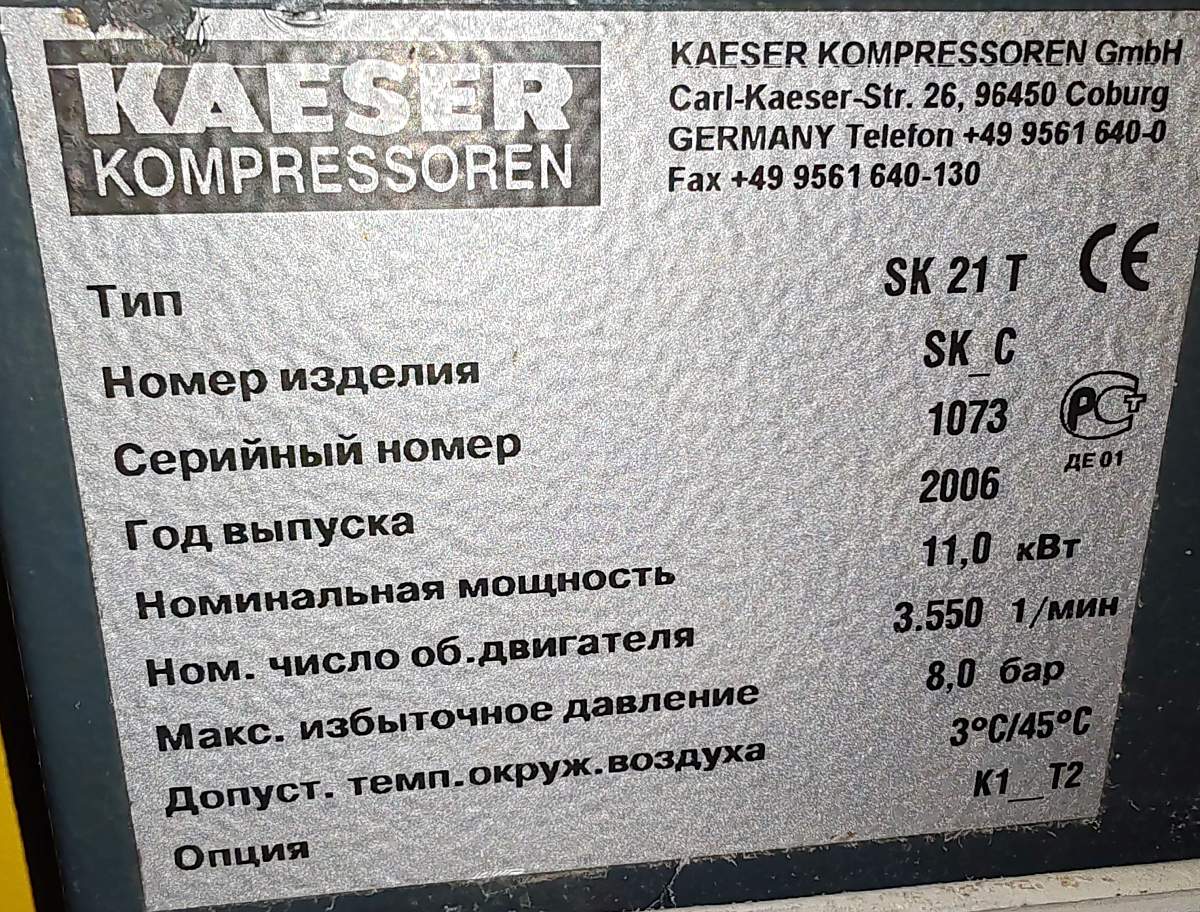 KAESER
KOMPRESSOREN
KAESER KOMPRESSOREN GmbH
Carl-Kaeser-Str. 26, 96450 Coburg
GERMANY Telefon +49 9561 640-0
Fax +49 9561 640-130
Тип SK 21 T CE
Номер изделия SK_C
Серийный номер 1073 РСТ
ДЕ 01
Год выпуска 2006
Номинальная мощность 11,0 кВт
Ном. число об.двигателя 3.550 1/мин
Макс. избыточное давление 8,0 бар
Допуст. темп.окруж.воздуха 3°C/45°C
Опция K1__T2